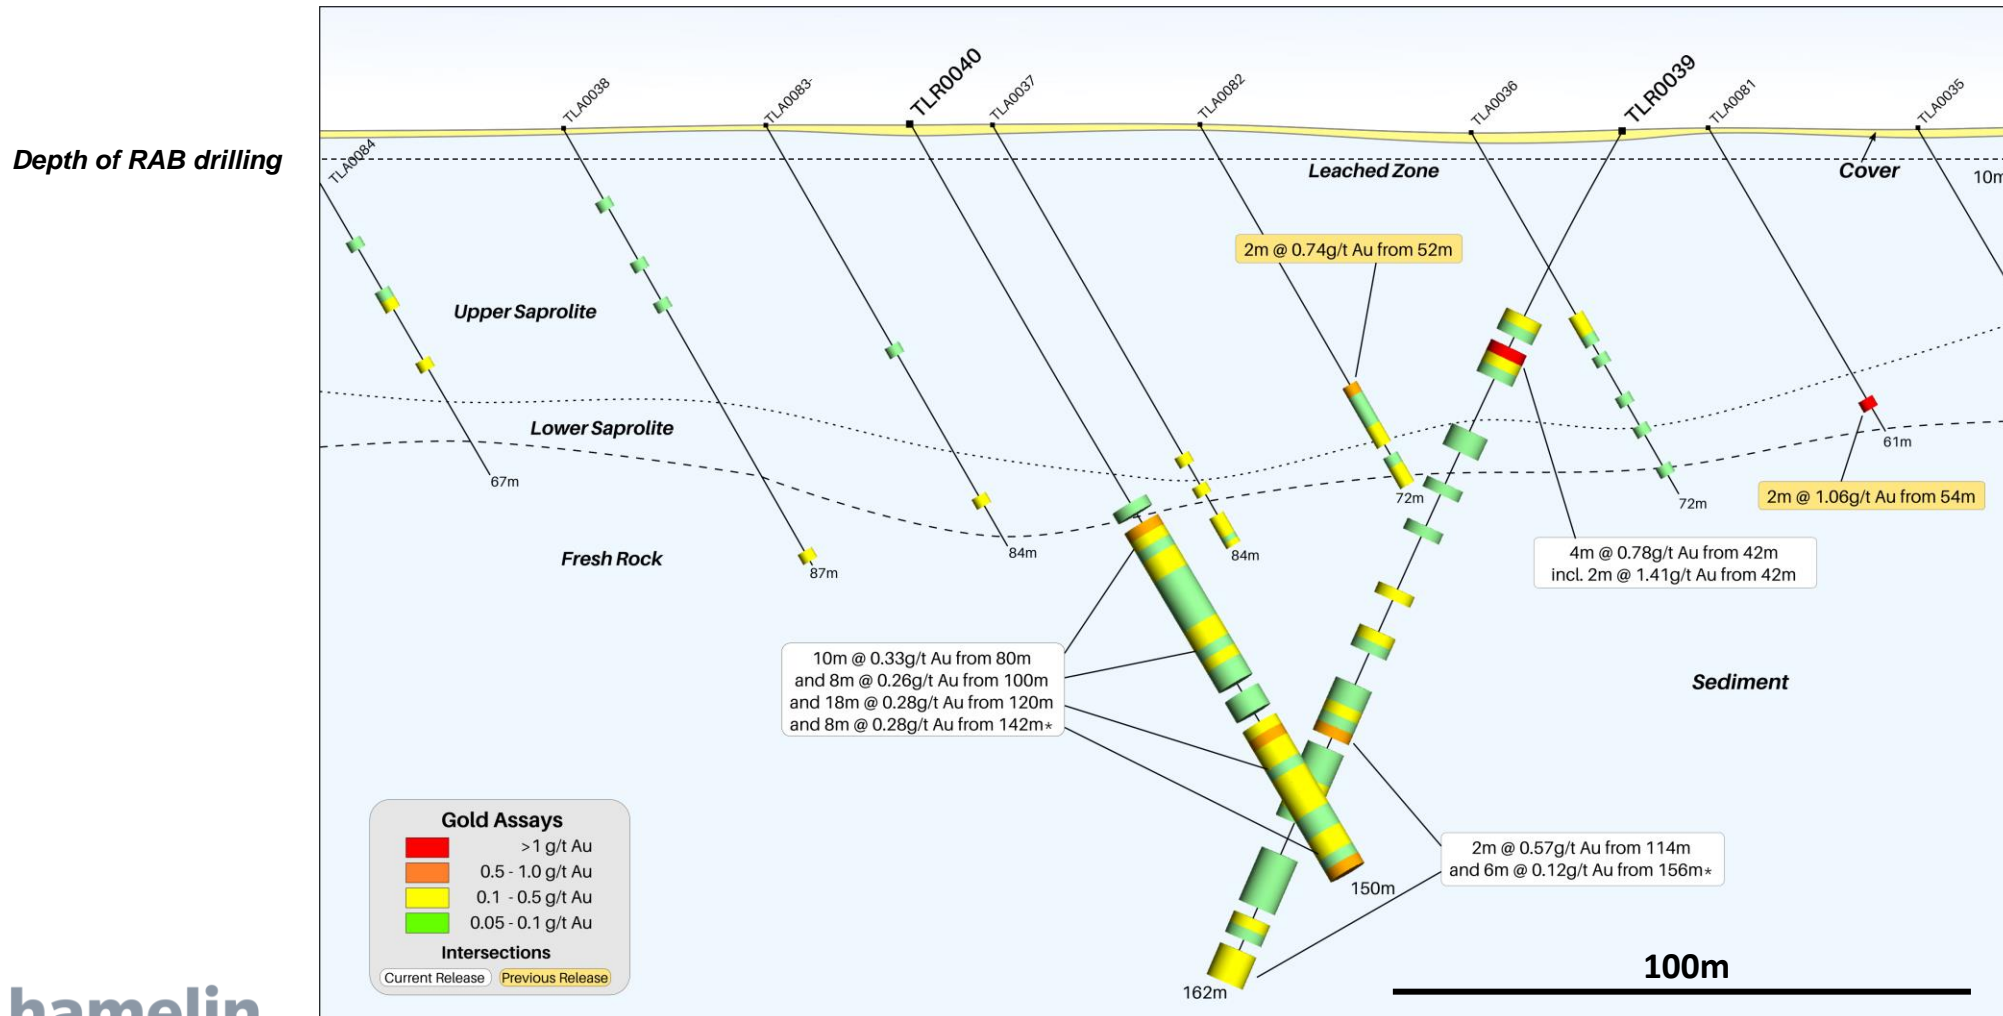 TLA0038
TLA0083-
TLR0040
TLA0037
TLA0082
TLA0036
TLR0039
TLA0081
TLA0035
Depth of RAB drilling
TLA0084
Leached Zone
Cover
10m
2m @ 0.74g/t Au from 52m
Upper Saprolite
Lower Saprolite
61m
67m
72m
72m
2m @ 1.06g/t Au from 54m
Fresh Rock
87m
84m
84m
4m @ 0.78g/t Au from 42m
incl. 2m @ 1.41g/t Au from 42m
10m @ 0.33g/t Au from 80m
and 8m @ 0.26g/t Au from 100m
and 18m @ 0.28g/t Au from 120m
and 8m @ 0.28g/t Au from 142m*
Sediment
Gold Assays
>1 g/t Au
0.5 - 1.0 g/t Au
0.1 - 0.5 g/t Au
0.05 - 0.1 g/t Au
Intersections
Current Release
Previous Release
2m @ 0.57g/t Au from 114m
and 6m @ 0.12g/t Au from 156m*
150m
162m
100m
hamelin